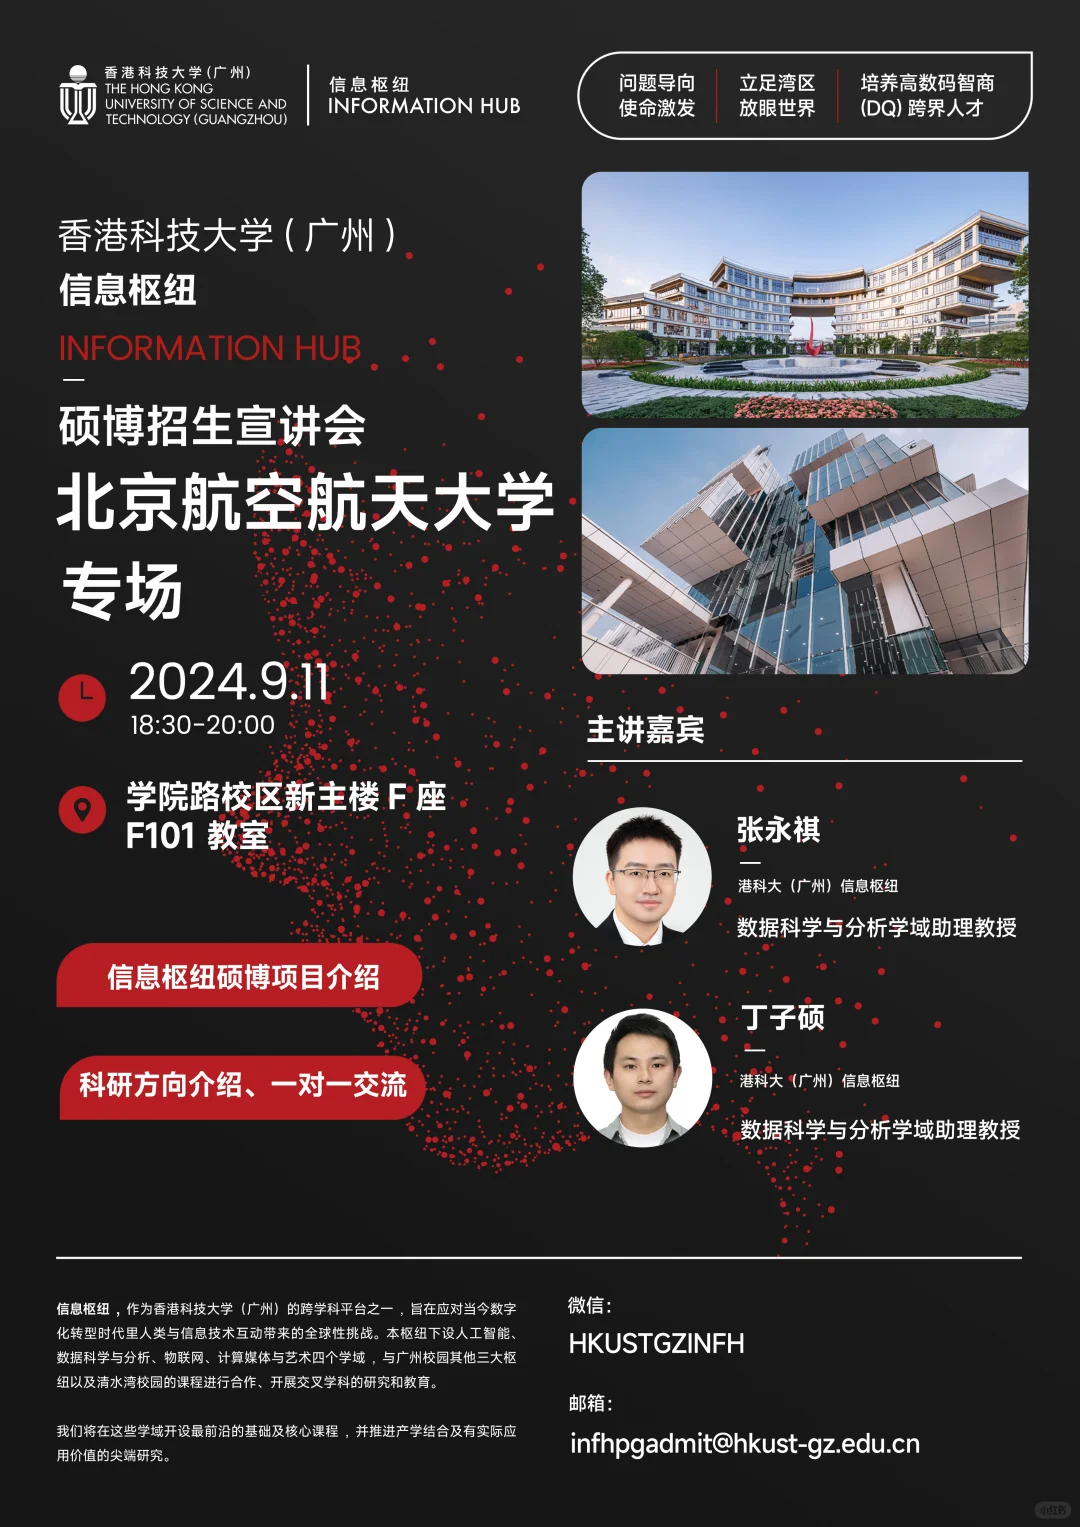 香港科技大学(广州)
THE HONG KONG
UNIVERSITY OF SCIENCE AND
TECHNOLOGY (GUANGZHOU)
信息枢纽
INFORMATION HUB
问题导向
使命激发
立足湾区
放眼世界
培养高数码智商
(DQ) 跨界人才
香港科技大学(广州)
信息枢纽
INFORMATION HUB
硕博招生宣讲会
北京航空航天大学
专场
2024.9.11
18:30-20:00
学院路校区新主楼 F 座
F101 教室
信息枢纽硕博项目介绍
科研方向介绍、一对一交流
主讲嘉宾
张永祺
港科大（广州）信息枢纽
数据科学与分析学域助理教授
丁子硕
港科大（广州）信息枢纽
数据科学与分析学域助理教授
信息枢纽，作为香港科技大学（广州）的跨学科平台之一，旨在应对当今数字
化转型时代里人类与信息技术互动带来的全球性挑战。本枢纽下设人工智能、
数据科学与分析、物联网、计算媒体与艺术四个学域，与广州校园其他三大枢
纽以及清水湾校园的课程进行合作、开展交叉学科的研究和教育。
我们将在这些学域开设最前沿的基础及核心课程，并推进产学结合及有实际应
用价值的尖端研究。
微信：
HKUSTGZINFH
邮箱：
infhpgadmit@hkust-gz.edu.cn
小红书